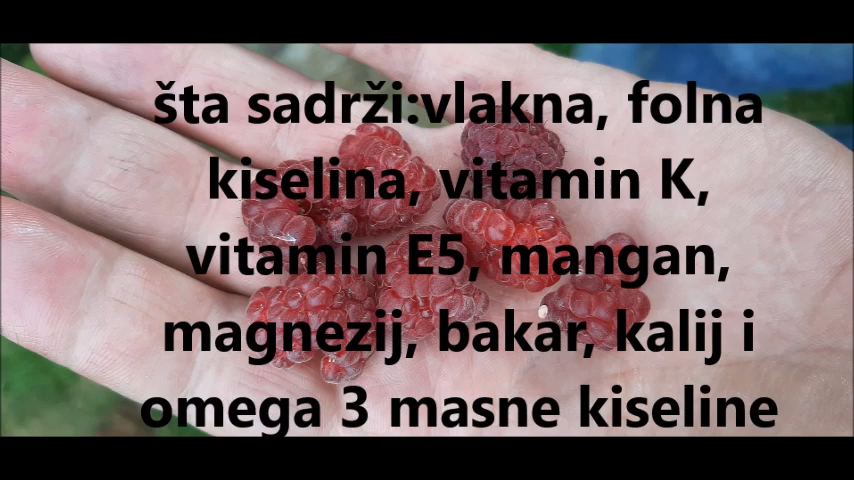 šta sadrži:vlakna, folna
kiselina, vitamin K,
vitamin E5, mangan,
magnezij, bakar, kalij i
omega 3 masne kiseline